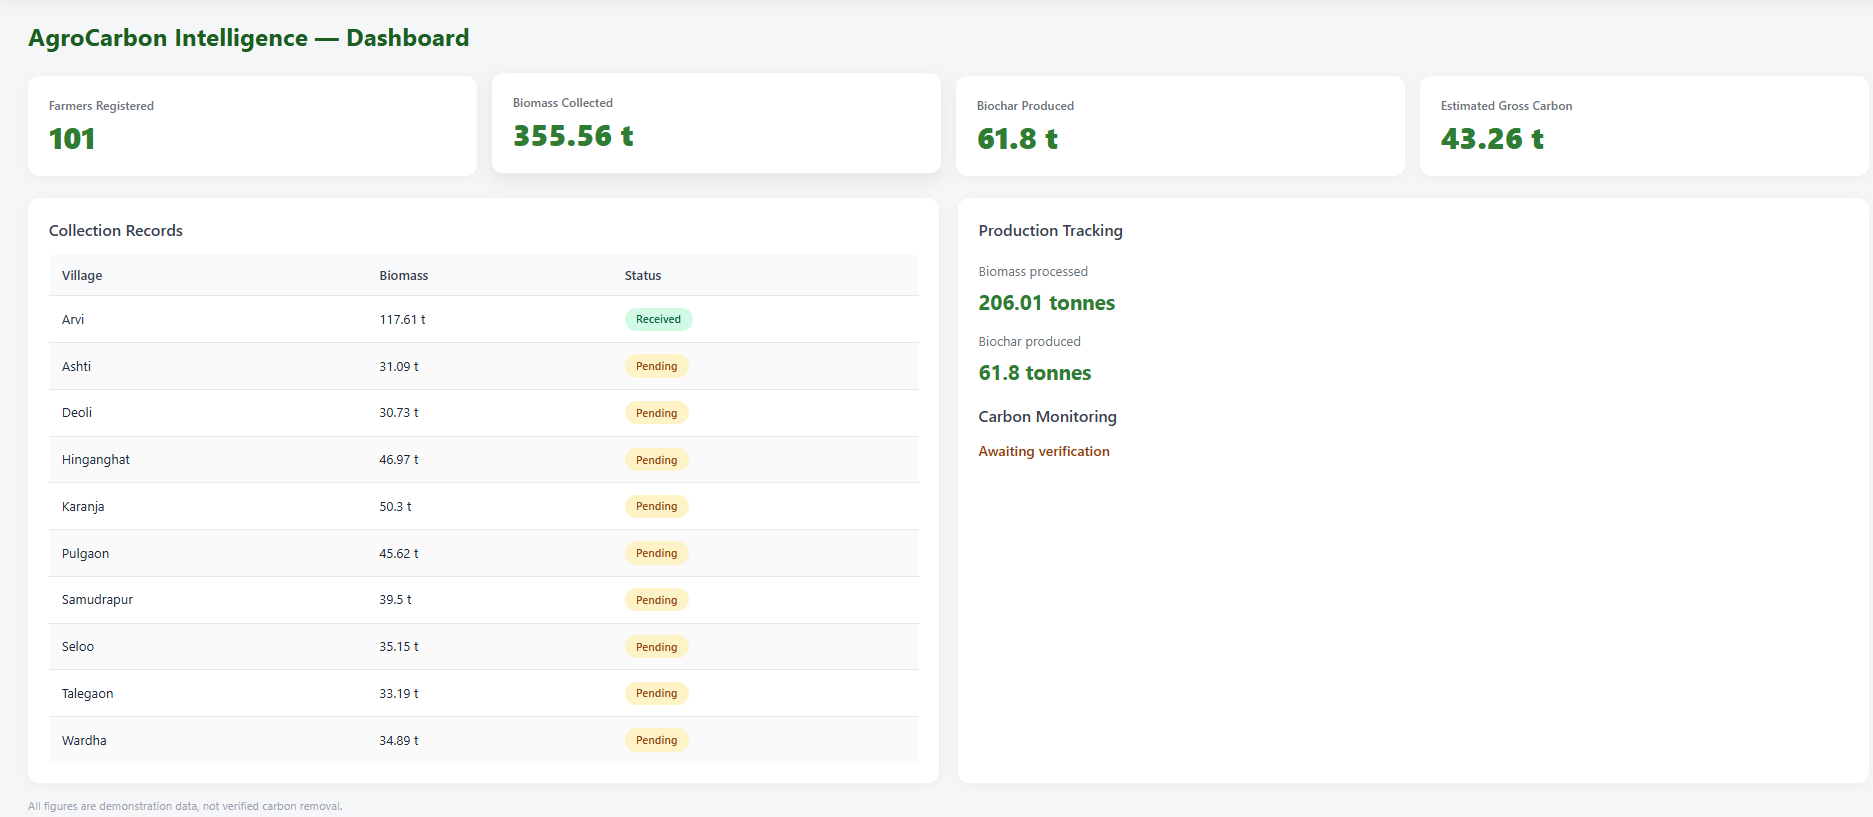 AgroCarbon Intelligence — Dashboard
Farmers Registered
101
Biomass Collected
355.56 t
Biochar Produced
61.8 t
Estimated Gross Carbon
43.26 t
Collection Records
Village Biomass Status
Arvi 117.61 t Received
Ashti 31.09 t Pending
Deoli 30.73 t Pending
Hinganghat 46.97 t Pending
Karanja 50.3 t Pending
Pulgaon 45.62 t Pending
Samudrapur 39.5 t Pending
Seloo 35.15 t Pending
Talegaon 33.19 t Pending
Wardha 34.89 t Pending
Production Tracking
Biomass processed
206.01 tonnes
Biochar produced
61.8 tonnes
Carbon Monitoring
Awaiting verification
All figures are demonstration data, not verified carbon removal.